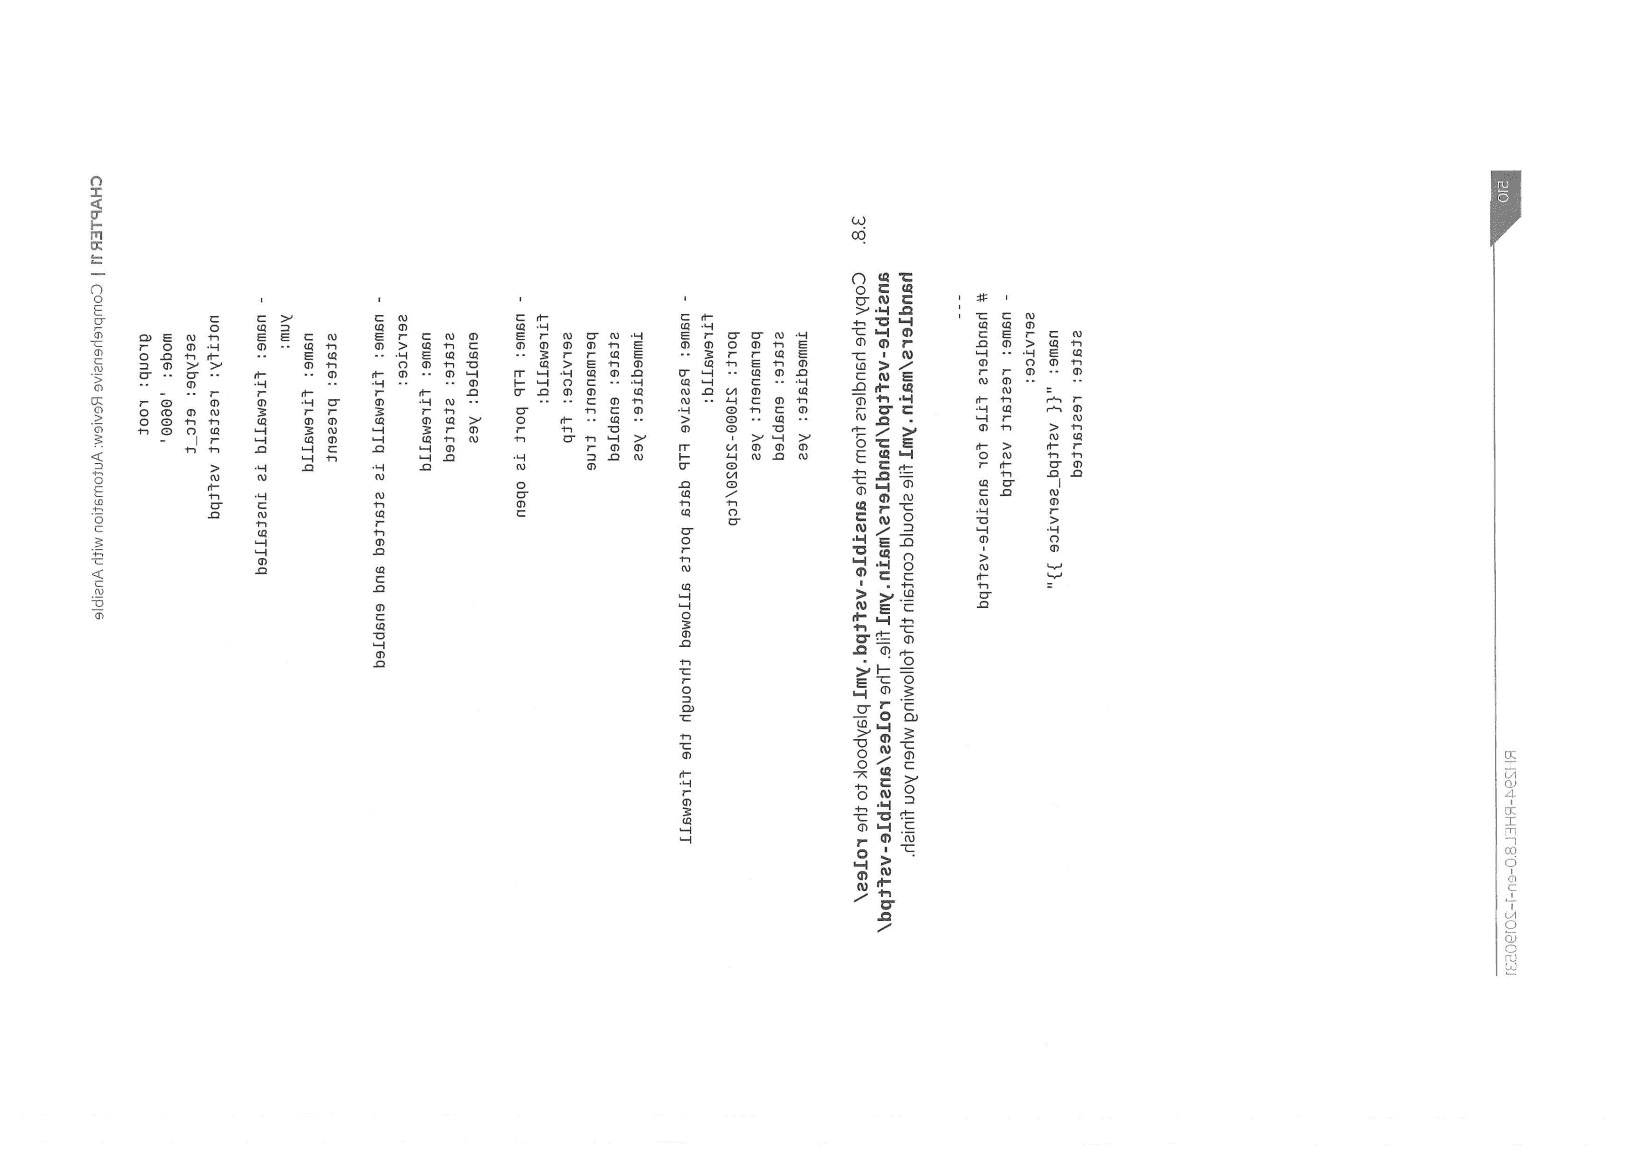 CHAPTER 11 | Comprehensive Review: Automation with Ansible
group: root
mode: '0600'
setype: etc_t
notify: restart vsftpd
- name: firewalld is installed
yum:
name: firewalld
state: present
- name: firewalld is started and enabled
service:
name: firewalld
state: started
enabled: yes
- name: FTP port is open
firewalld:
service: ftp
permanent: true
state: enabled
immediate: yes
- name: Passive FTP data ports allowed through the firewall
firewalld:
port: 21000-21020/tcp
permanent: yes
state: enabled
immediate: yes
3.8. Copy the handlers from the ansible-vsftpd.yml playbook to the roles/
ansible-vsftpd/handlers/main.yml file. The roles/ansible-vsftpd/
handlers/main.yml file should contain the following when you finish.
---
# handlers file for ansible-vsftpd
- name: restart vsftpd
service:
name: "{{ vsftpd_service }}"
state: restarted
510
RH294-RHEL8.0-en-1-20190531